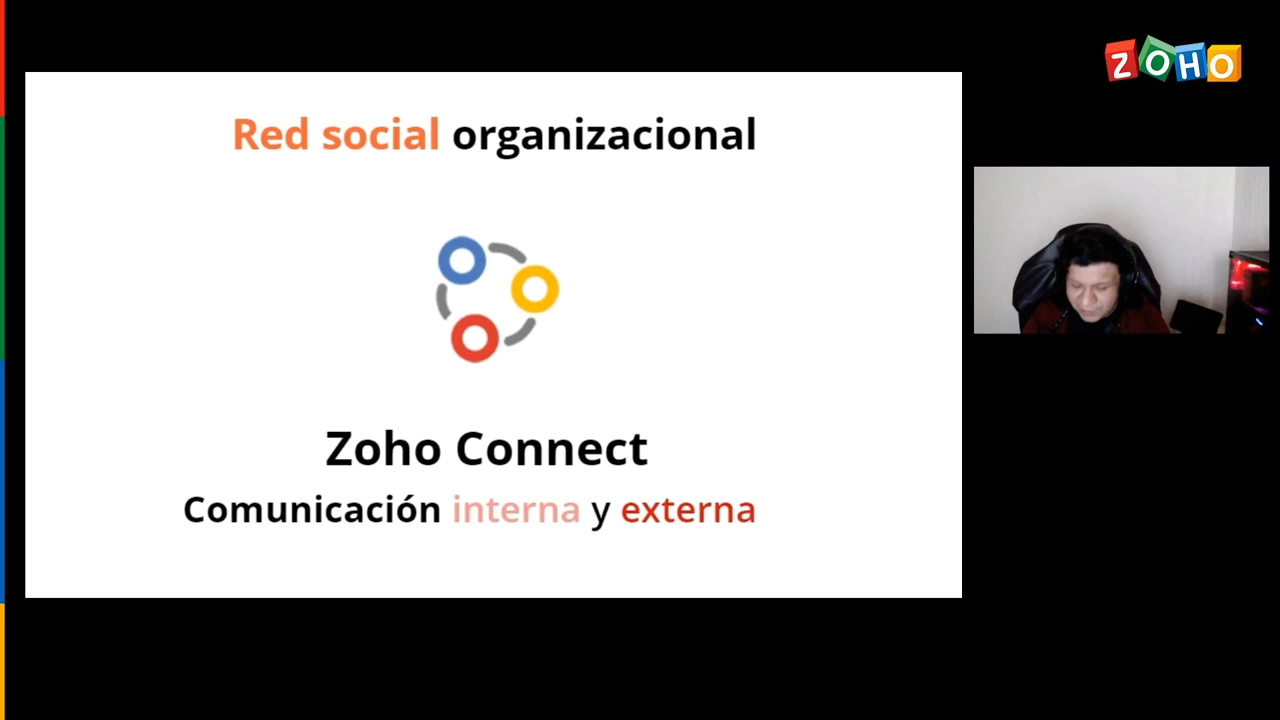 ZOHO
Red social organizacional
Zoho Connect
Comunicación interna y externa